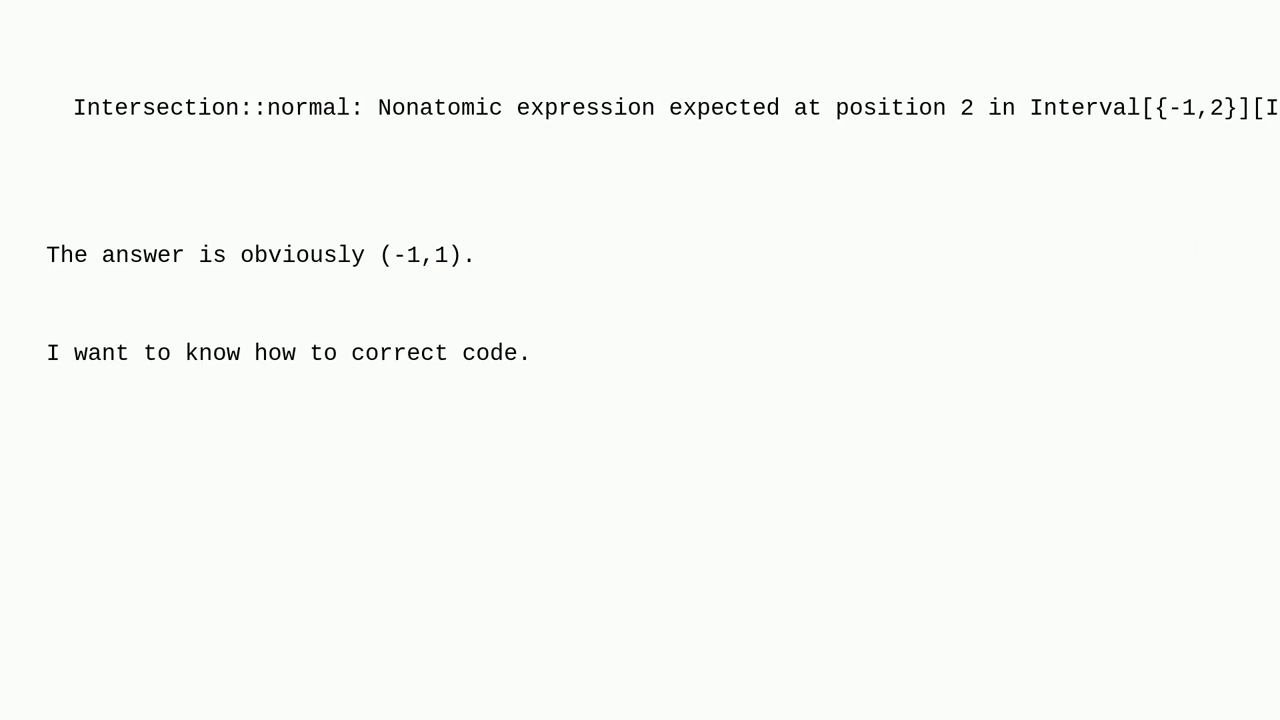 Intersection::normal: Nonatomic expression expected at position 2 in Interval[{-1,2}][I
The answer is obviously (-1,1).
I want to know how to correct code.